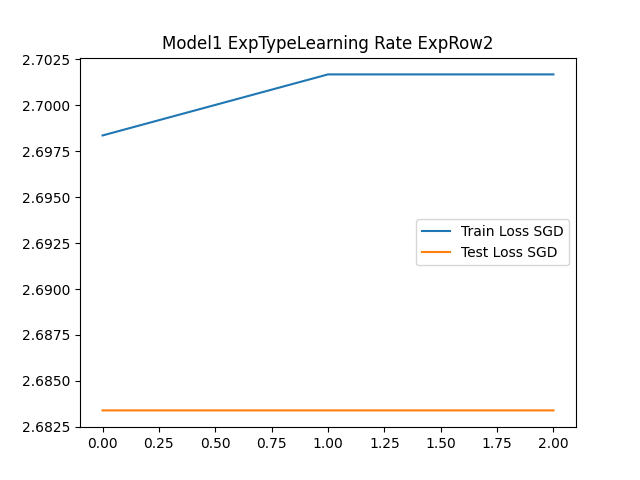 Model1 ExpTypeLearning Rate ExpRow2
2.7025
2.7000
2.6975
2.6950
2.6925
2.6900
2.6875
2.6850
2.6825
Train Loss SGD
Test Loss SGD
0.00 0.25 0.50 0.75 1.00 1.25 1.50 1.75 2.00